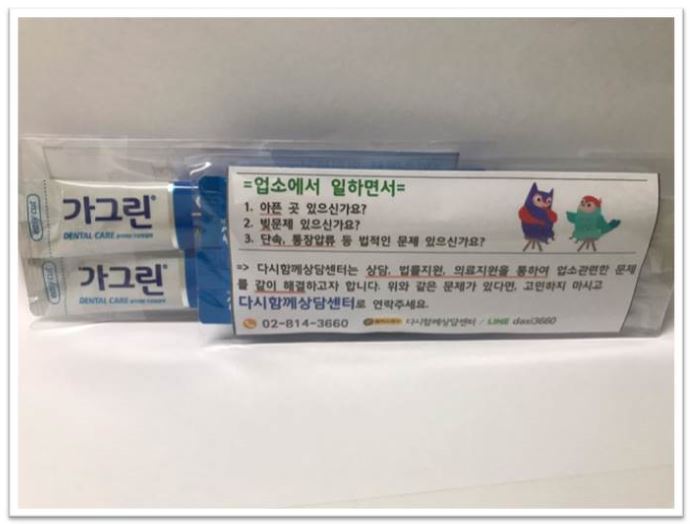 가그린®
DENTAL CARE
가그린®
DENTAL CARE
=업소에서 일하면서=
1. 아픈 곳 있으신가요?
2. 빚문제 있으신가요?
3. 단속, 통장압류 등 법적인 문제 있으신가요?
=> 다시함께상담센터는 상담, 법률지원, 의료지원을 통하여 업소관련한 문제
를 같이 해결하고자 합니다. 위와 같은 문제가 있다면, 고민하지 마시고
다시함께상담센터로 연락주세요.
02-814-3660 다시함께상담센터 / LINE dasi3660